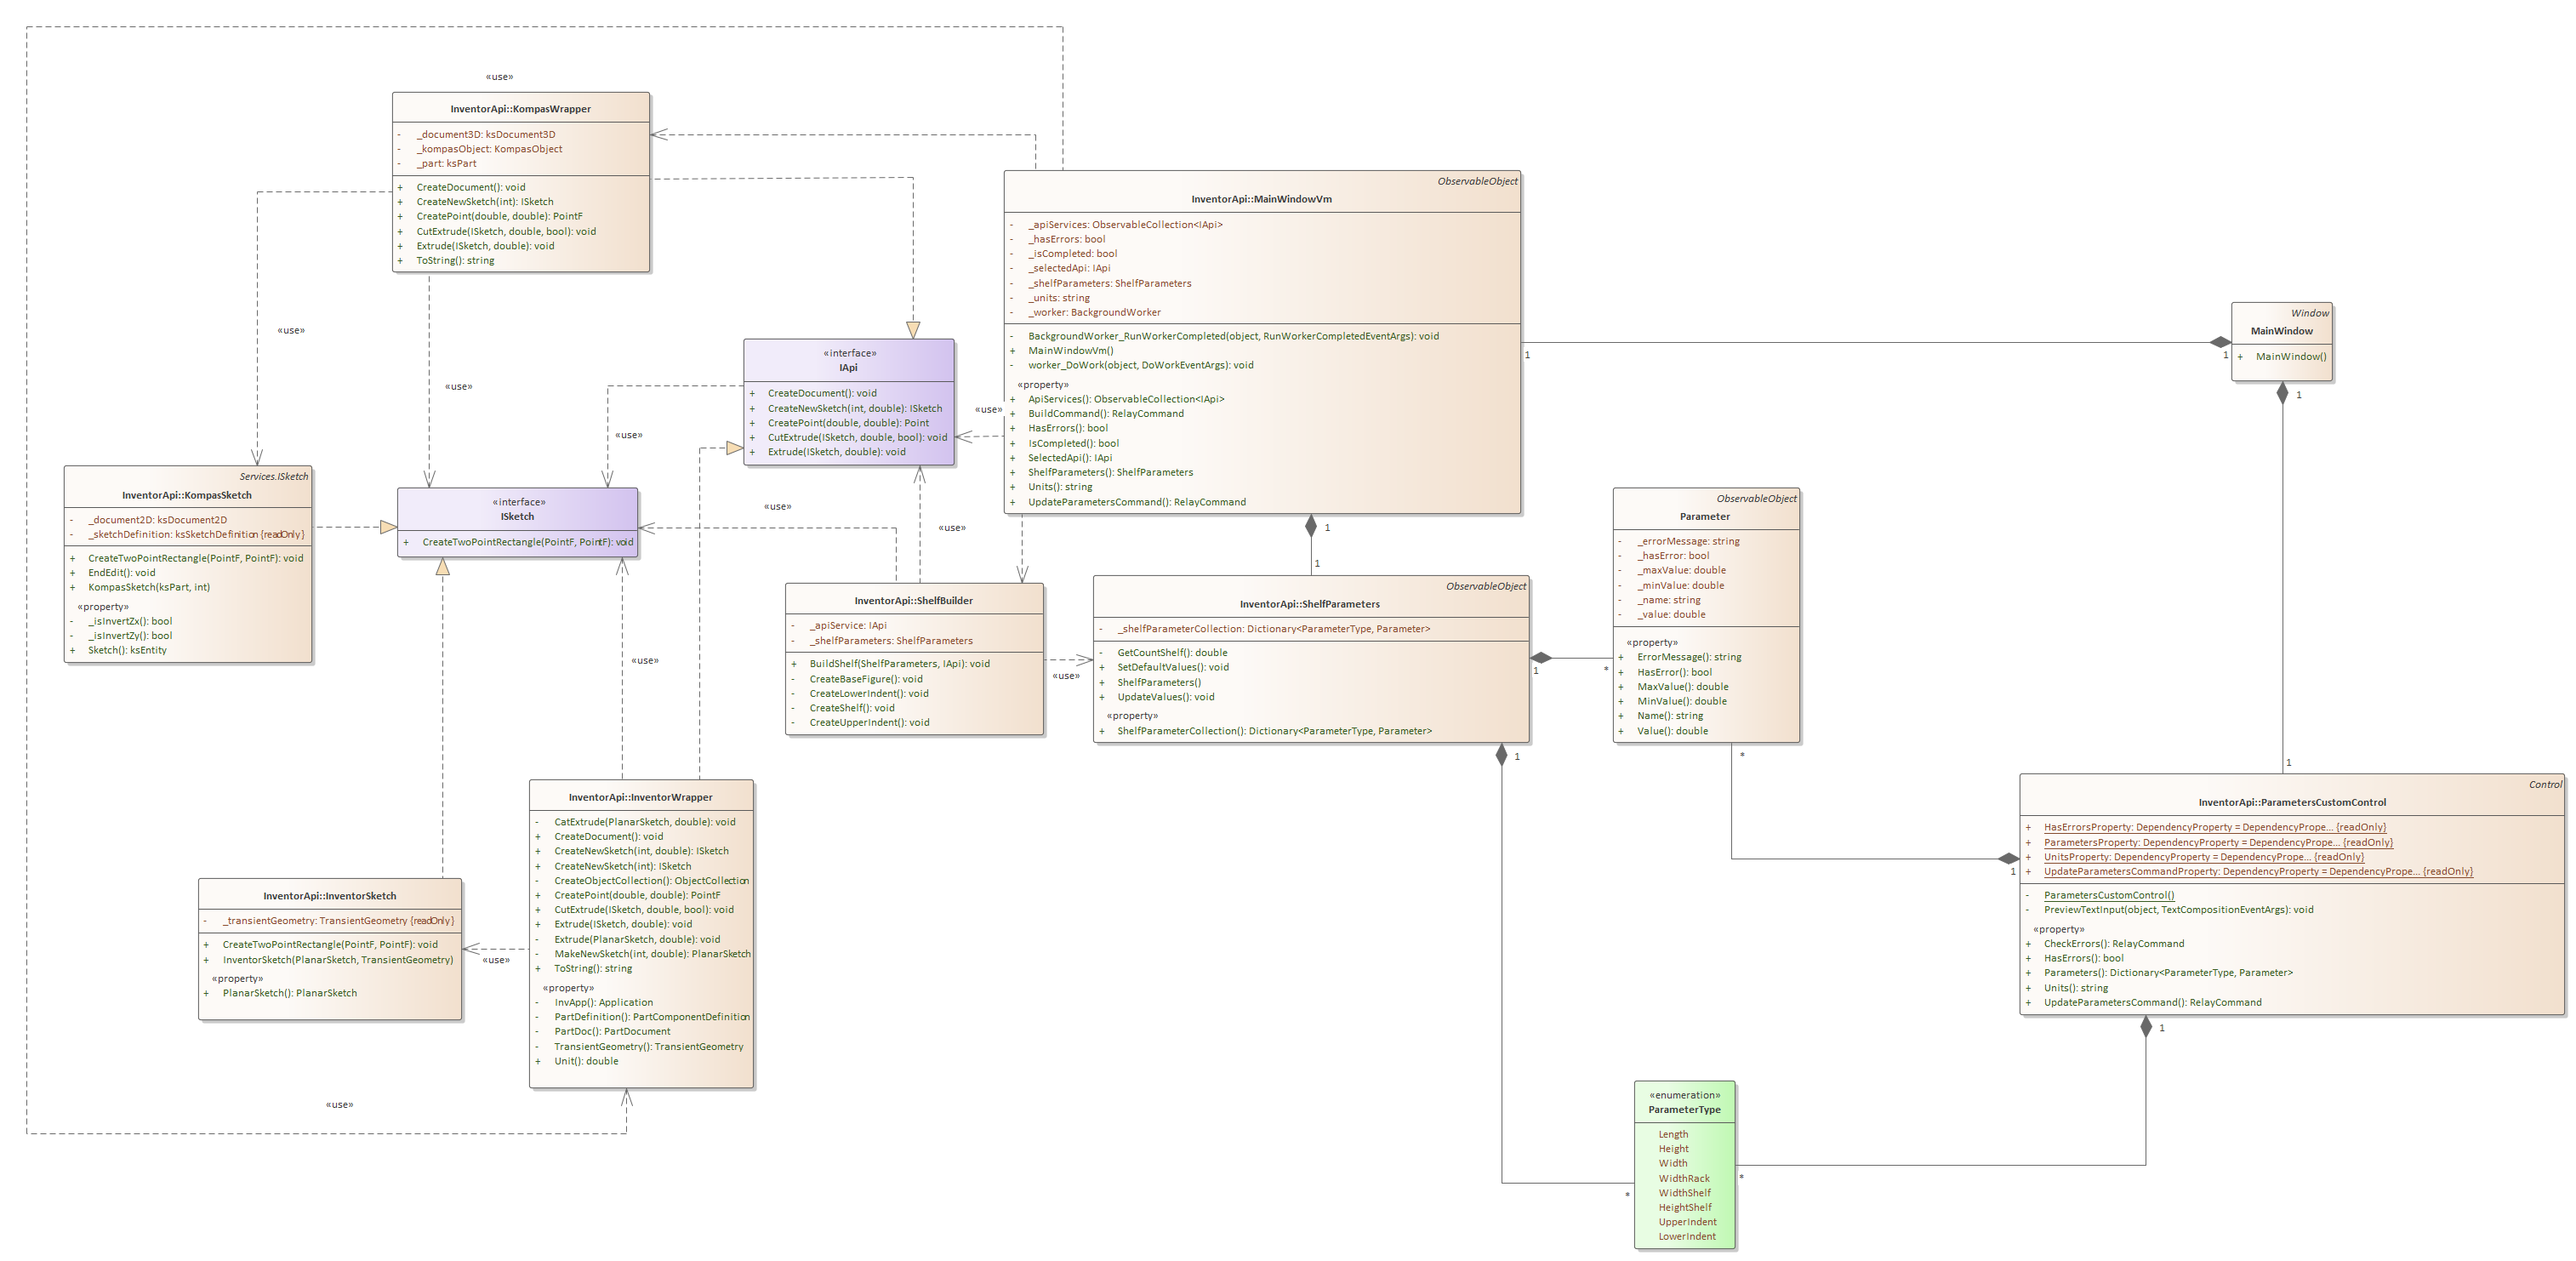 «use»
InventorApi::KompasWrapper
- _document3D: ksDocument3D
- _kompasObject: KompasObject
- _part: ksPart
+ CreateDocument(): void
+ CreateNewSketch(int): ISketch
+ CreatePoint(double, double): PointF
+ CutExtrude(ISketch, double, bool): void
+ Extrude(ISketch, double): void
+ ToString(): string
«use»
«use»
«interface»
IApi
+ CreateDocument(): void
+ CreateNewSketch(int, double): ISketch
+ CreatePoint(double, double): Point
+ CutExtrude(ISketch, double, bool): void
+ Extrude(ISketch, double): void
«use»
«use»
ObservableObject
InventorApi::MainWindowVm
- _apiServices: ObservableCollection<IApi>
- _hasErrors: bool
- _isCompleted: bool
- _selectedApi: IApi
- _shelfParameters: ShelfParameters
- _units: string
- _worker: BackgroundWorker
- BackgroundWorker_RunWorkerCompleted(object, RunWorkerCompletedEventArgs): void
+ MainWindowVm()
- worker_DoWork(object, DoWorkEventArgs): void
«property»
+ ApiServices(): ObservableCollection<IApi>
+ BuildCommand(): RelayCommand
+ HasErrors(): bool
+ IsCompleted(): bool
+ SelectedApi(): IApi
+ ShelfParameters(): ShelfParameters
+ Units(): string
+ UpdateParametersCommand(): RelayCommand
1
1
Window
MainWindow
+ MainWindow()
1
1
Services.ISketch
InventorApi::KompasSketch
- _document2D: ksDocument2D
- _sketchDefinition: ksSketchDefinition {readOnly}
+ CreateTwoPointRectangle(PointF, PointF): void
+ EndEdit(): void
+ KompasSketch(ksPart, int)
«property»
- _isInvertZx(): bool
- _isInvertZy(): bool
+ Sketch(): ksEntity
«interface»
ISketch
+ CreateTwoPointRectangle(PointF, PointF): void
«use»
«use»
«use»
InventorApi::ShelfBuilder
- _apiService: IApi
- _shelfParameters: ShelfParameters
+ BuildShelf(ShelfParameters, IApi): void
- CreateBaseFigure(): void
- CreateLowerIndent(): void
- CreateShelf(): void
- CreateUpperIndent(): void
«use»
1
1
ObservableObject
InventorApi::ShelfParameters
- _shelfParameterCollection: Dictionary<ParameterType, Parameter>
- GetCountShelf(): double
+ SetDefaultValues(): void
+ ShelfParameters()
+ UpdateValues(): void
«property»
+ ShelfParameterCollection(): Dictionary<ParameterType, Parameter>
1
*
1
ObservableObject
Parameter
- _errorMessage: string
- _hasError: bool
- _maxValue: double
- _minValue: double
- _name: string
- _value: double
«property»
+ ErrorMessage(): string
+ HasError(): bool
+ MaxValue(): double
+ MinValue(): double
+ Name(): string
+ Value(): double
*
1
Control
InventorApi::ParametersCustomControl
+ HasErrorsProperty: DependencyProperty = DependencyPrope... {readOnly}
+ ParametersProperty: DependencyProperty = DependencyPrope... {readOnly}
+ UnitsProperty: DependencyProperty = DependencyPrope... {readOnly}
+ UpdateParametersCommandProperty: DependencyProperty = DependencyPrope... {readOnly}
- ParametersCustomControl()
- PreviewTextInput(object, TextCompositionEventArgs): void
«property»
+ CheckErrors(): RelayCommand
+ HasErrors(): bool
+ Parameters(): Dictionary<ParameterType, Parameter>
+ Units(): string
+ UpdateParametersCommand(): RelayCommand
1
InventorApi::InventorWrapper
- CatExtrude(PlanarSketch, double): void
+ CreateDocument(): void
+ CreateNewSketch(int, double): ISketch
+ CreateNewSketch(int): ISketch
- CreateObjectCollection(): ObjectCollection
+ CreatePoint(double, double): PointF
+ CutExtrude(ISketch, double, bool): void
+ Extrude(ISketch, double): void
- Extrude(PlanarSketch, double): void
- MakeNewSketch(int, double): PlanarSketch
+ ToString(): string
«property»
- InvApp(): Application
- PartDefinition(): PartComponentDefinition
- PartDoc(): PartDocument
- TransientGeometry(): TransientGeometry
+ Unit(): double
InventorApi::InventorSketch
- _transientGeometry: TransientGeometry {readOnly}
+ CreateTwoPointRectangle(PointF, PointF): void
+ InventorSketch(PlanarSketch, TransientGeometry)
«property»
+ PlanarSketch(): PlanarSketch
«use»
«use»
«enumeration»
ParameterType
Length
Height
Width
WidthRack
WidthShelf
HeightShelf
UpperIndent
LowerIndent
*
*